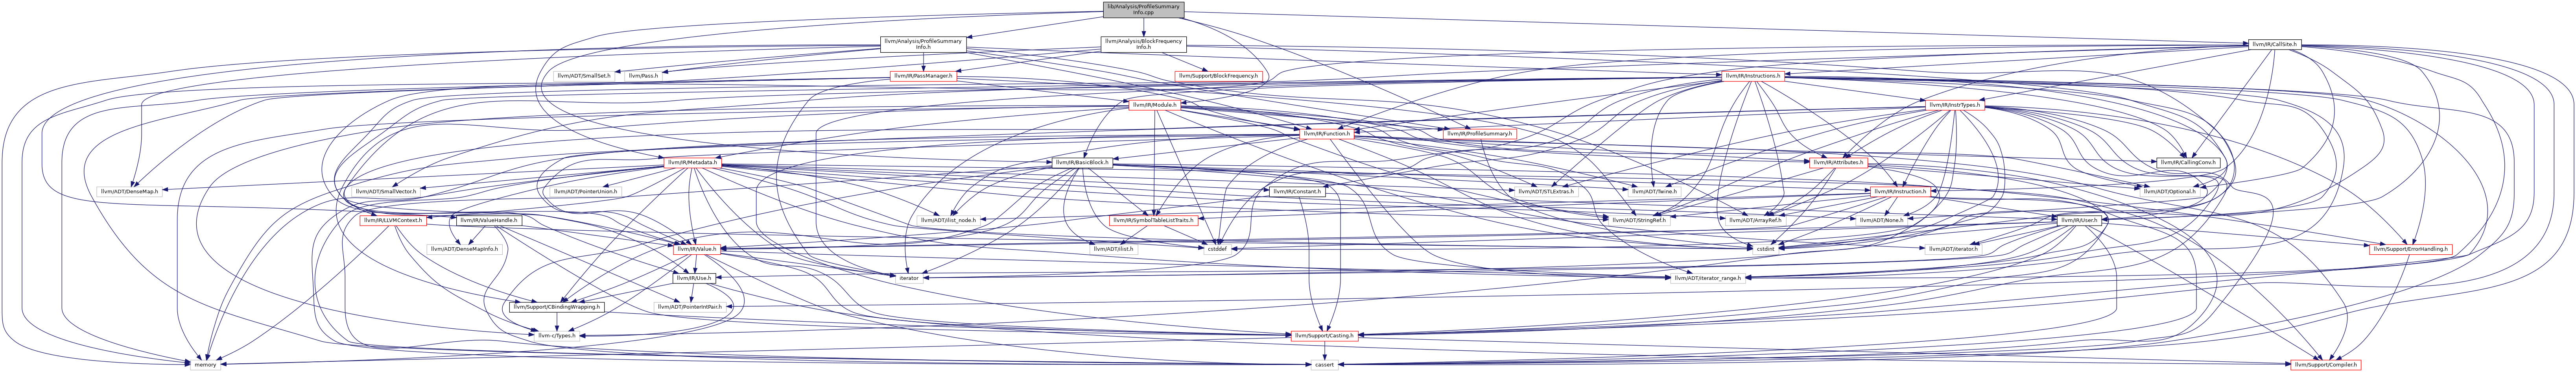 lib/Analysis/ProfileSummary
Info.cpp
llvm/Analysis/ProfileSummary
Info.h
llvm/Analysis/BlockFrequency
Info.h
llvm/IR/CallSite.h
llvm/ADT/SmallSet.h
llvm/Pass.h
llvm/IR/PassManager.h
llvm/Support/BlockFrequency.h
llvm/IR/Instructions.h
llvm/IR/Module.h
llvm/IR/InstrTypes.h
llvm/IR/Function.h
llvm/IR/ProfileSummary.h
llvm/IR/Metadata.h
llvm/IR/BasicBlock.h
llvm/IR/Attributes.h
llvm/IR/CallingConv.h
llvm/ADT/DenseMap.h
llvm/ADT/SmallVector.h
llvm/ADT/PointerUnion.h
llvm/IR/Constant.h
llvm/ADT/STLExtras.h
llvm/ADT/Twine.h
llvm/IR/Instruction.h
llvm/ADT/Optional.h
llvm/IR/LLVMContext.h
llvm/IR/ValueHandle.h
llvm/ADT/ilist_node.h
llvm/IR/SymbolTableListTraits.h
llvm/ADT/StringRef.h
llvm/ADT/ArrayRef.h
llvm/ADT/None.h
llvm/IR/User.h
llvm/ADT/DenseMapInfo.h
llvm/IR/Value.h
llvm/ADT/ilist.h
cstddef
cstdint
llvm/ADT/iterator.h
llvm/Support/ErrorHandling.h
llvm/IR/Use.h
iterator
llvm/ADT/iterator_range.h
llvm/Support/CBindingWrapping.h
llvm/ADT/PointerIntPair.h
llvm-c/Types.h
llvm/Support/Casting.h
memory
cassert
llvm/Support/Compiler.h